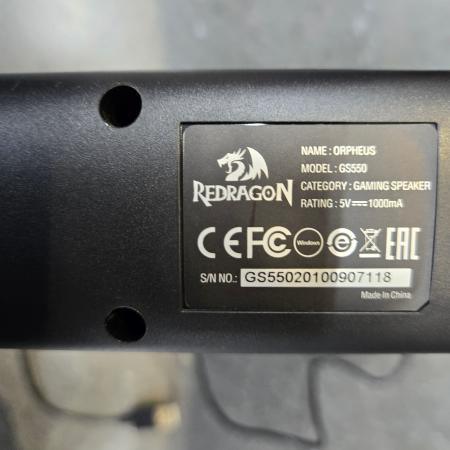 REDRAGON
NAME : ORPHEUS
MODEL : GS550
CATEGORY : GAMING SPEAKER
RATING : 5V⎓1000mA
CE FC Windows e EAC
S/N NO.: GS55020100907118
Made In China